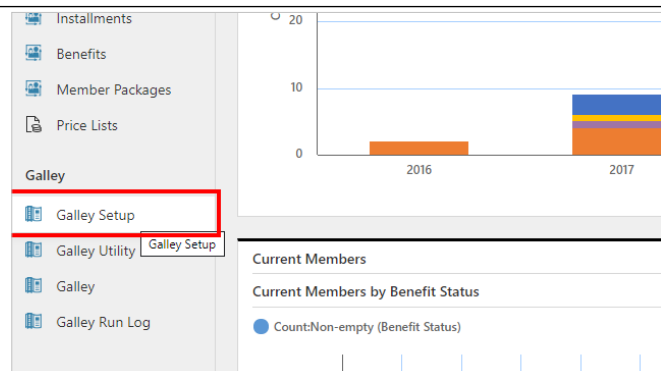 Installments
Benefits
Member Packages
Price Lists
Galley
Galley Setup
Galley Utility
Galley Setup
Galley
Galley Run Log
20
10
0
2016
2017
Current Members
Current Members by Benefit Status
Count:Non-empty (Benefit Status)